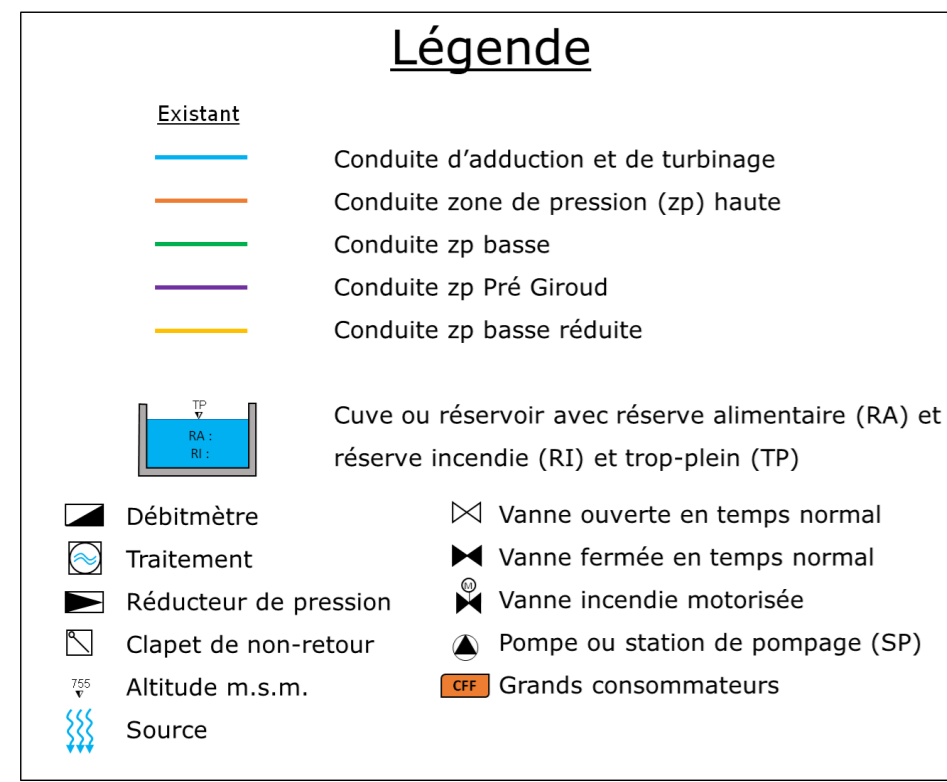 Légende
Existant
Conduite d’adduction et de turbinage
Conduite zone de pression (zp) haute
Conduite zp basse
Conduite zp Pré Giroud
Conduite zp basse réduite
TP
RA :
RI :
Cuve ou réservoir avec réserve alimentaire (RA) et
réserve incendie (RI) et trop-plein (TP)
Débitmètre
Traitement
Réducteur de pression
Clapet de non-retour
755
Altitude m.s.m.
Source
Vanne ouverte en temps normal
Vanne fermée en temps normal
M
Vanne incendie motorisée
Pompe ou station de pompage (SP)
CFF
Grands consommateurs